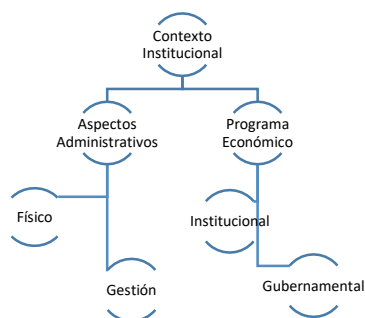 Contexto
Institucional
Aspectos
Administrativos
Programa
Económico
Físico
Institucional
Gestión
Gubernamental